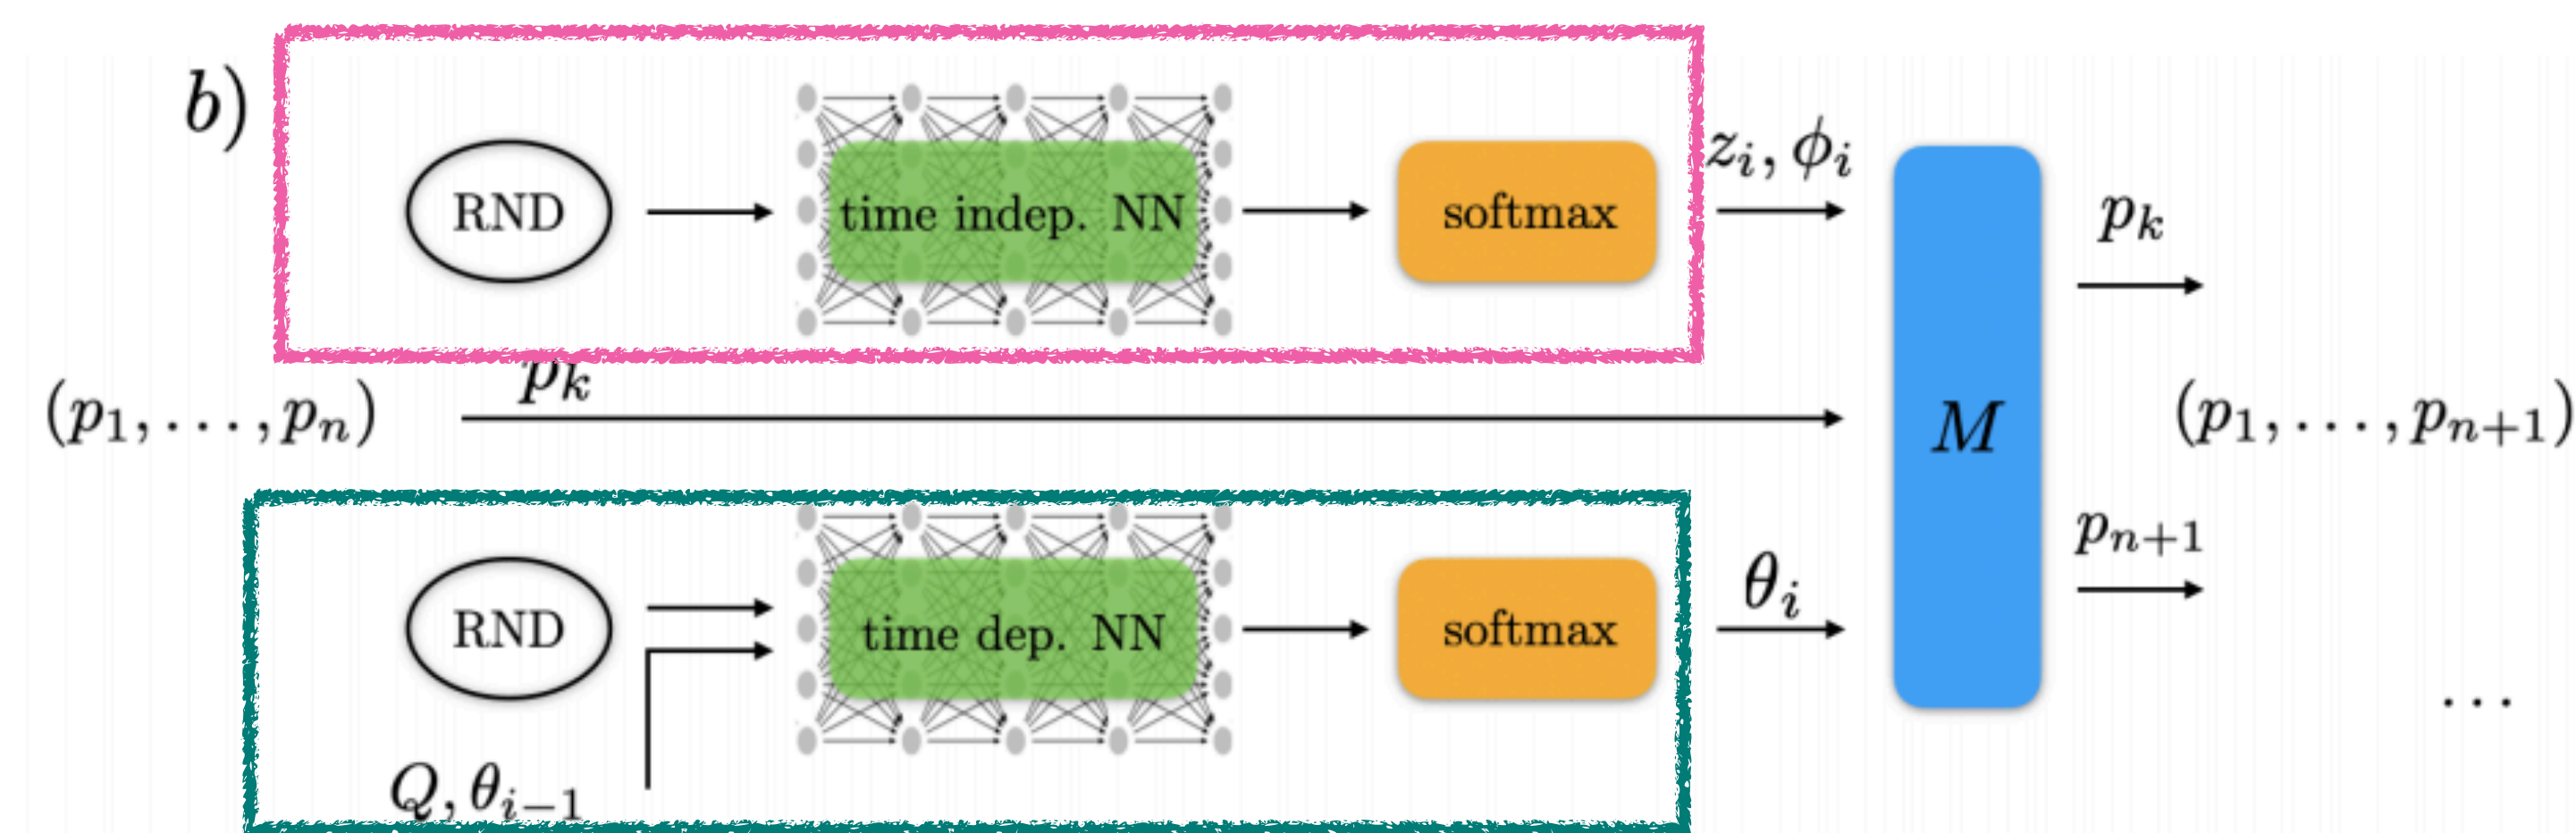 b)
RND
time indep. NN
softmax
z_i, ϕ_i
p_k
p_k
(p_1, ..., p_n)
M
(p_1, ..., p_{n+1})
p_{n+1}
RND
time dep. NN
softmax
θ_i
Q, θ_{i-1}
...